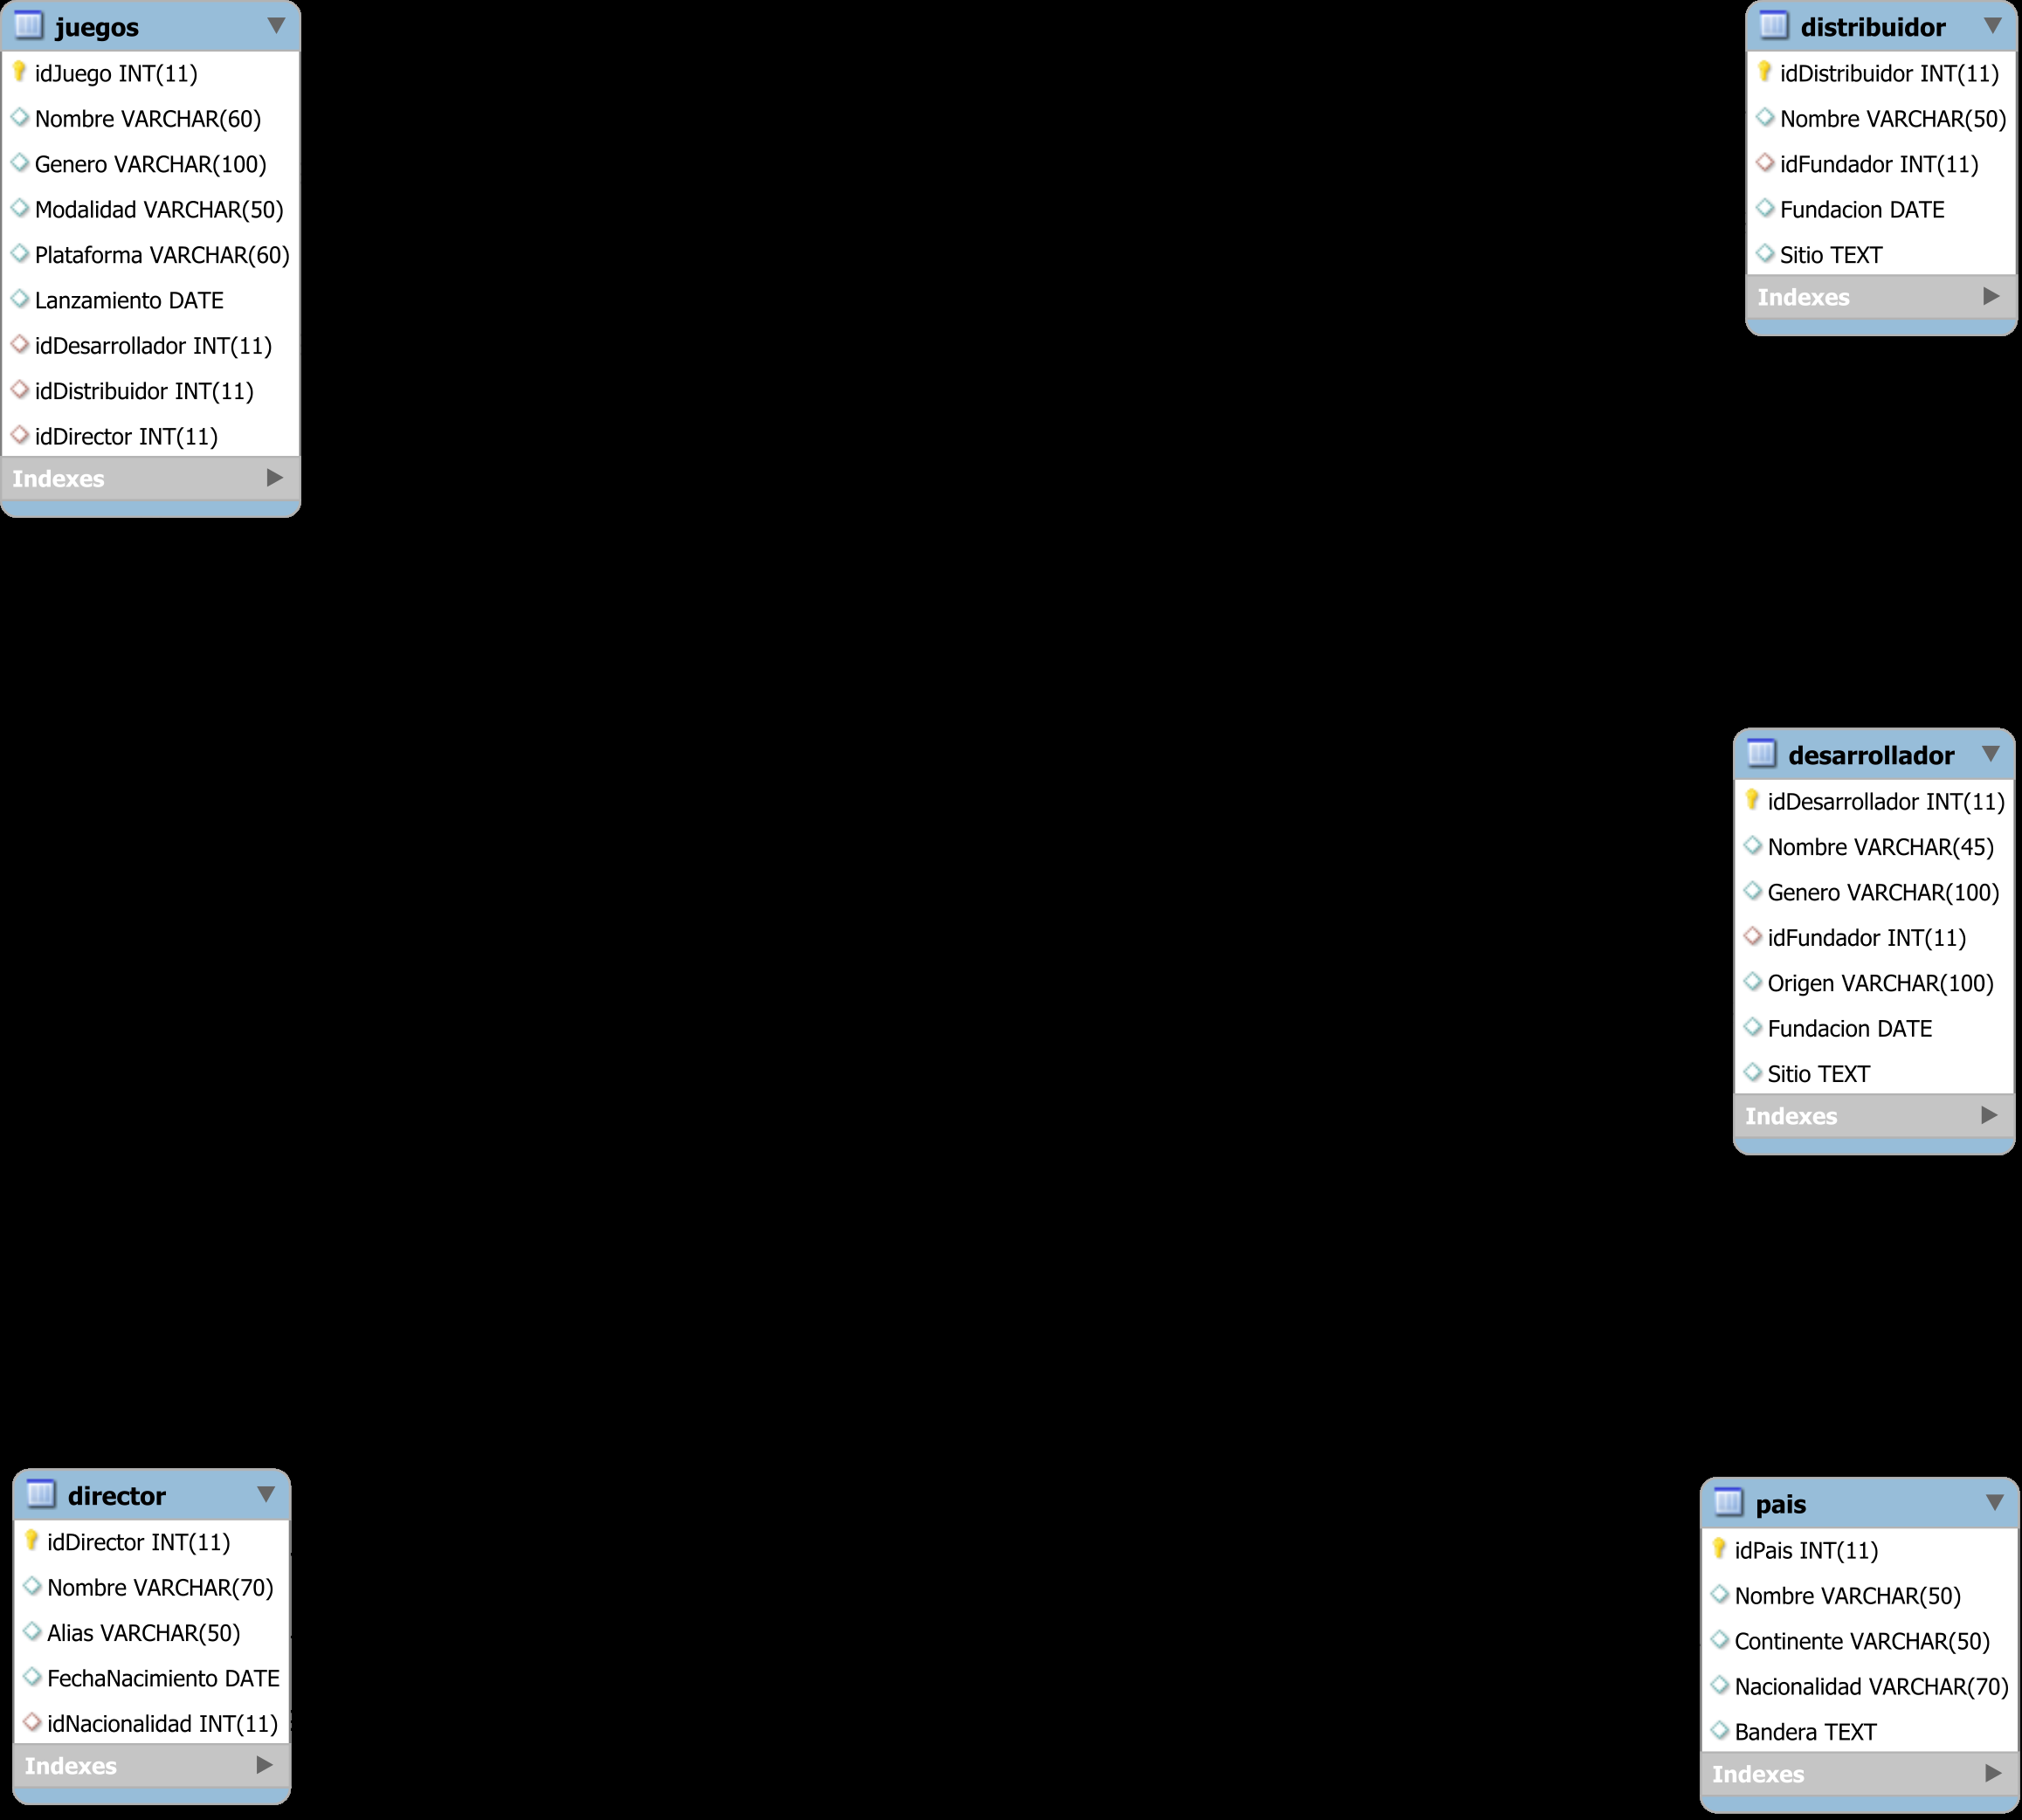 juegos
idJuego INT(11)
Nombre VARCHAR(60)
Genero VARCHAR(100)
Modalidad VARCHAR(50)
Plataforma VARCHAR(60)
Lanzamiento DATE
idDesarrollador INT(11)
idDistribuidor INT(11)
idDirector INT(11)
Indexes
distribuidor
idDistribuidor INT(11)
Nombre VARCHAR(50)
idFundador INT(11)
Fundacion DATE
Sitio TEXT
Indexes
desarrollador
idDesarrollador INT(11)
Nombre VARCHAR(45)
Genero VARCHAR(100)
idFundador INT(11)
Origen VARCHAR(100)
Fundacion DATE
Sitio TEXT
Indexes
director
idDirector INT(11)
Nombre VARCHAR(70)
Alias VARCHAR(50)
FechaNacimiento DATE
idNacionalidad INT(11)
Indexes
pais
idPais INT(11)
Nombre VARCHAR(50)
Continente VARCHAR(50)
Nacionalidad VARCHAR(70)
Bandera TEXT
Indexes